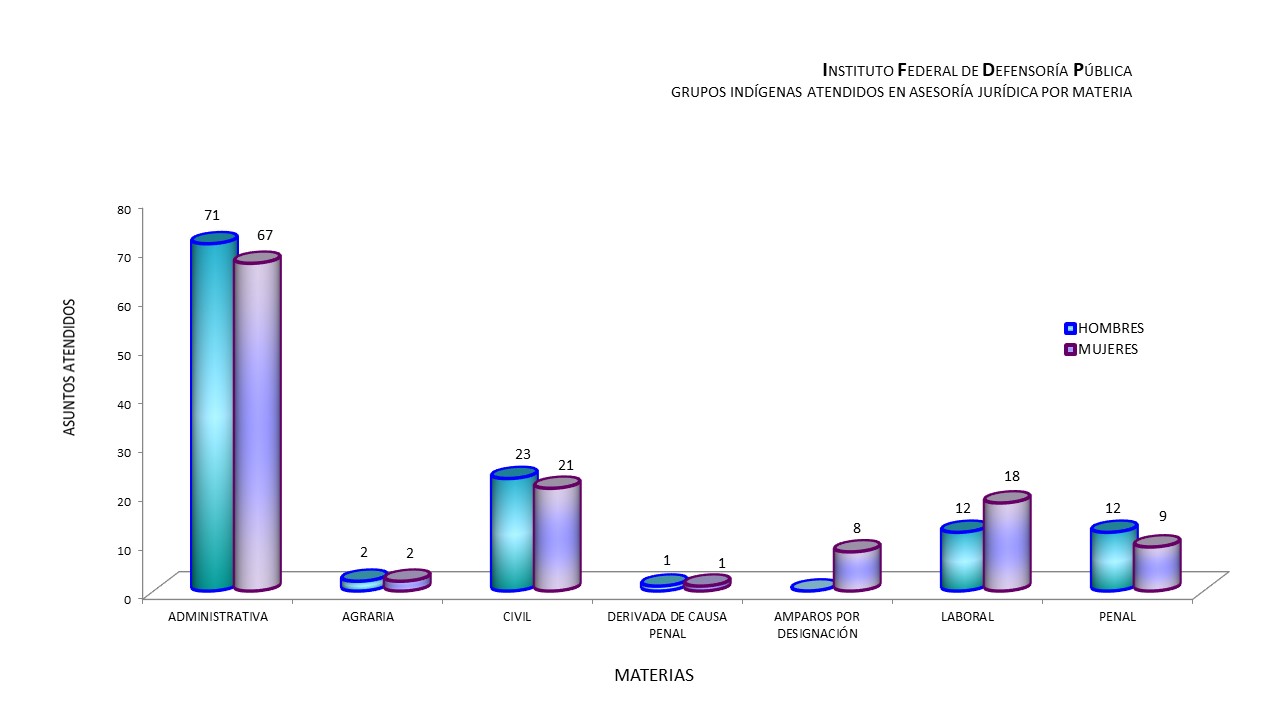 INSTITUTO FEDERAL DE DEFENSORÍA PÚBLICA
GRUPOS INDÍGENAS ATENDIDOS EN ASESORÍA JURÍDICA POR MATERIA
80
70
60
50
40
30
20
10
0
ASUNTOS ATENDIDOS
71
67
2
2
23
21
1
1
8
12
18
12
9
HOMBRES
MUJERES
ADMINISTRATIVA
AGRARIA
CIVIL
DERIVADA DE CAUSA
PENAL
AMPAROS POR
DESIGNACIÓN
LABORAL
PENAL
MATERIAS